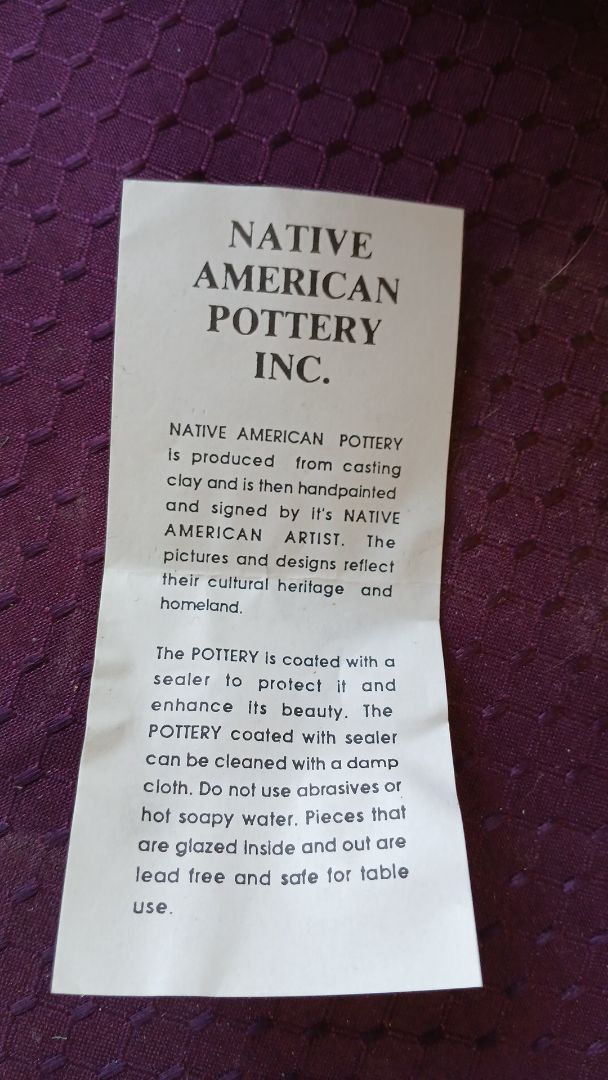 NATIVE
AMERICAN
POTTERY
INC.
NATIVE AMERICAN POTTERY
is produced from casting
clay and is then handpainted
and signed by it's NATIVE
AMERICAN ARTIST. The
pictures and designs reflect
their cultural heritage and
homeland.
The POTTERY is coated with a
sealer to protect it and
enhance its beauty. The
POTTERY coated with sealer
can be cleaned with a damp
cloth. Do not use abrasives or
hot soapy water. Pieces that
are glazed inside and out are
lead free and safe for table
use.